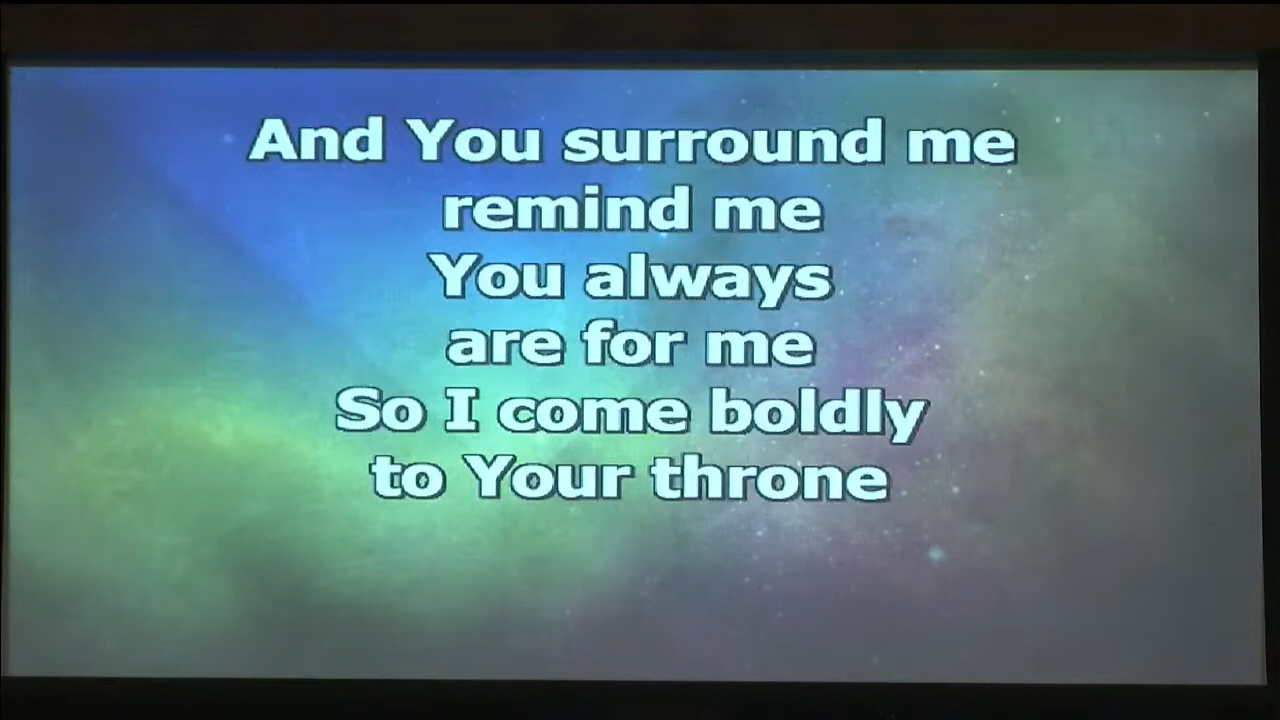 And You surround me
remind me
You always
are for me
So I come boldly
to Your throne